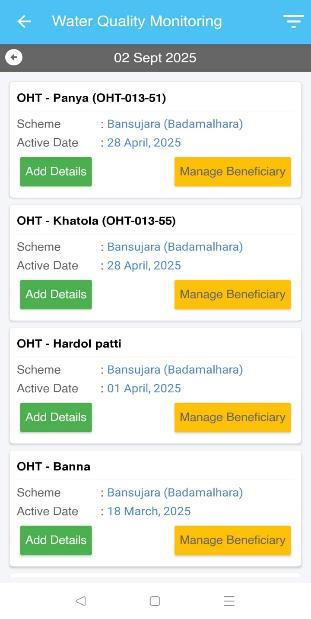 Water Quality Monitoring
02 Sept 2025
OHT - Panya (OHT-013-51)
Scheme : Bansujara (Badamalhara)
Active Date : 28 April, 2025
Add Details Manage Beneficiary
OHT - Khatola (OHT-013-55)
Scheme : Bansujara (Badamalhara)
Active Date : 28 April, 2025
Add Details Manage Beneficiary
OHT - Hardol patti
Scheme : Bansujara (Badamalhara)
Active Date : 01 April, 2025
Add Details Manage Beneficiary
OHT - Banna
Scheme : Bansujara (Badamalhara)
Active Date : 18 March, 2025
Add Details Manage Beneficiary